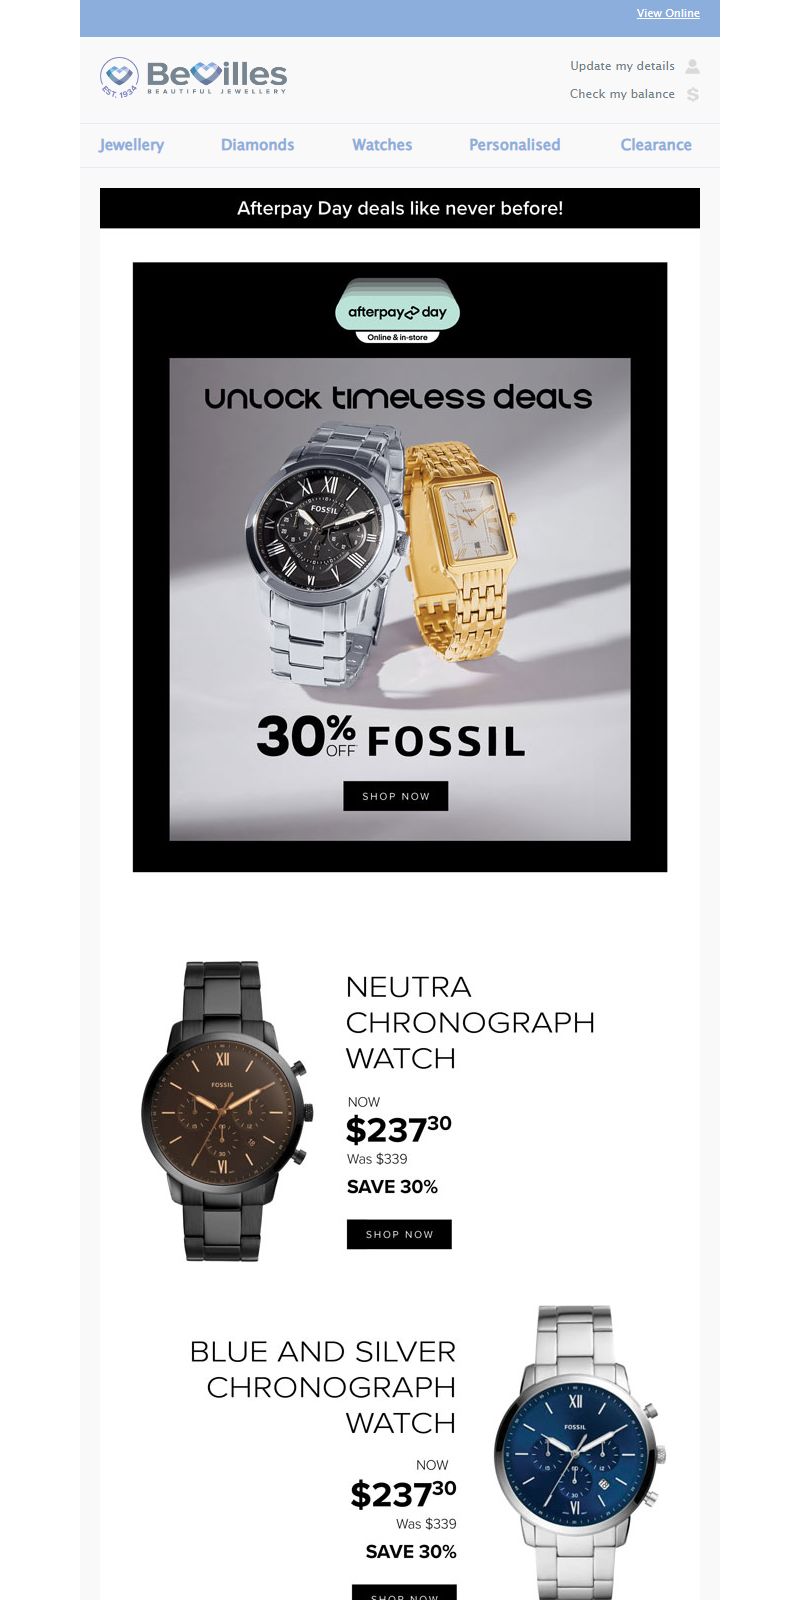 View Online
BeVilles
BEAUTIFUL JEWELLERY
EST. 1934
Update my details
Check my balance
Jewellery Diamonds Watches Personalised Clearance
Afterpay Day deals like never before!
afterpay day
Online & in-store
unlock timeless deals
FOSSIL
FOSSIL
30% OFF FOSSIL
SHOP NOW
NEUTRA
CHRONOGRAPH
WATCH
FOSSIL
NOW
$237.30
Was $339
SAVE 30%
SHOP NOW
BLUE AND SILVER
CHRONOGRAPH
WATCH
FOSSIL
NOW
$237.30
Was $339
SAVE 30%
SHOP NOW